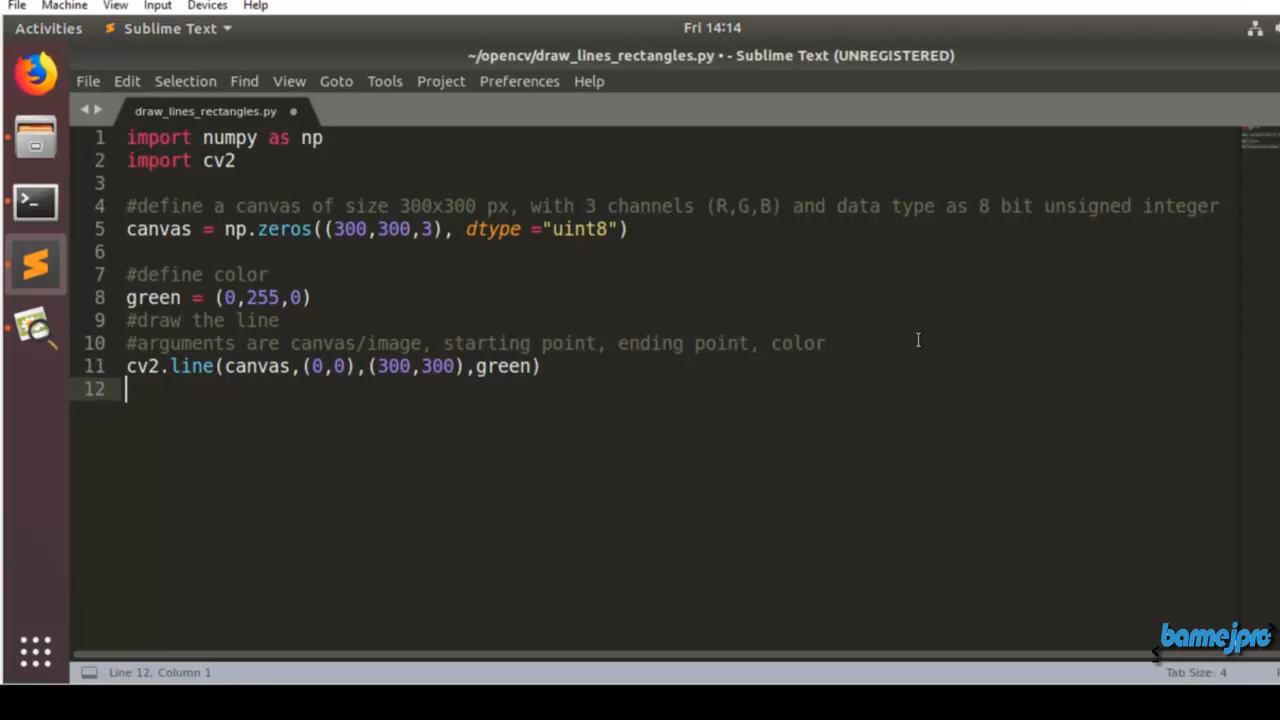 File Machine View Input Devices Help
Activities Sublime Text Fri 14:14
~/opencv/draw_lines_rectangles.py • - Sublime Text (UNREGISTERED)
File Edit Selection Find View Goto Tools Project Preferences Help
draw_lines_rectangles.py
1 import numpy as np
2 import cv2
3
4 #define a canvas of size 300x300 px, with 3 channels (R,G,B) and data type as 8 bit unsigned integer
5 canvas = np.zeros((300,300,3), dtype ="uint8")
6
7 #define color
8 green = (0,255,0)
9 #draw the line
10 #arguments are canvas/image, starting point, ending point, color
11 cv2.line(canvas,(0,0),(300,300),green)
12
barmejpro
Line 12, Column 1 Tab Size: 4